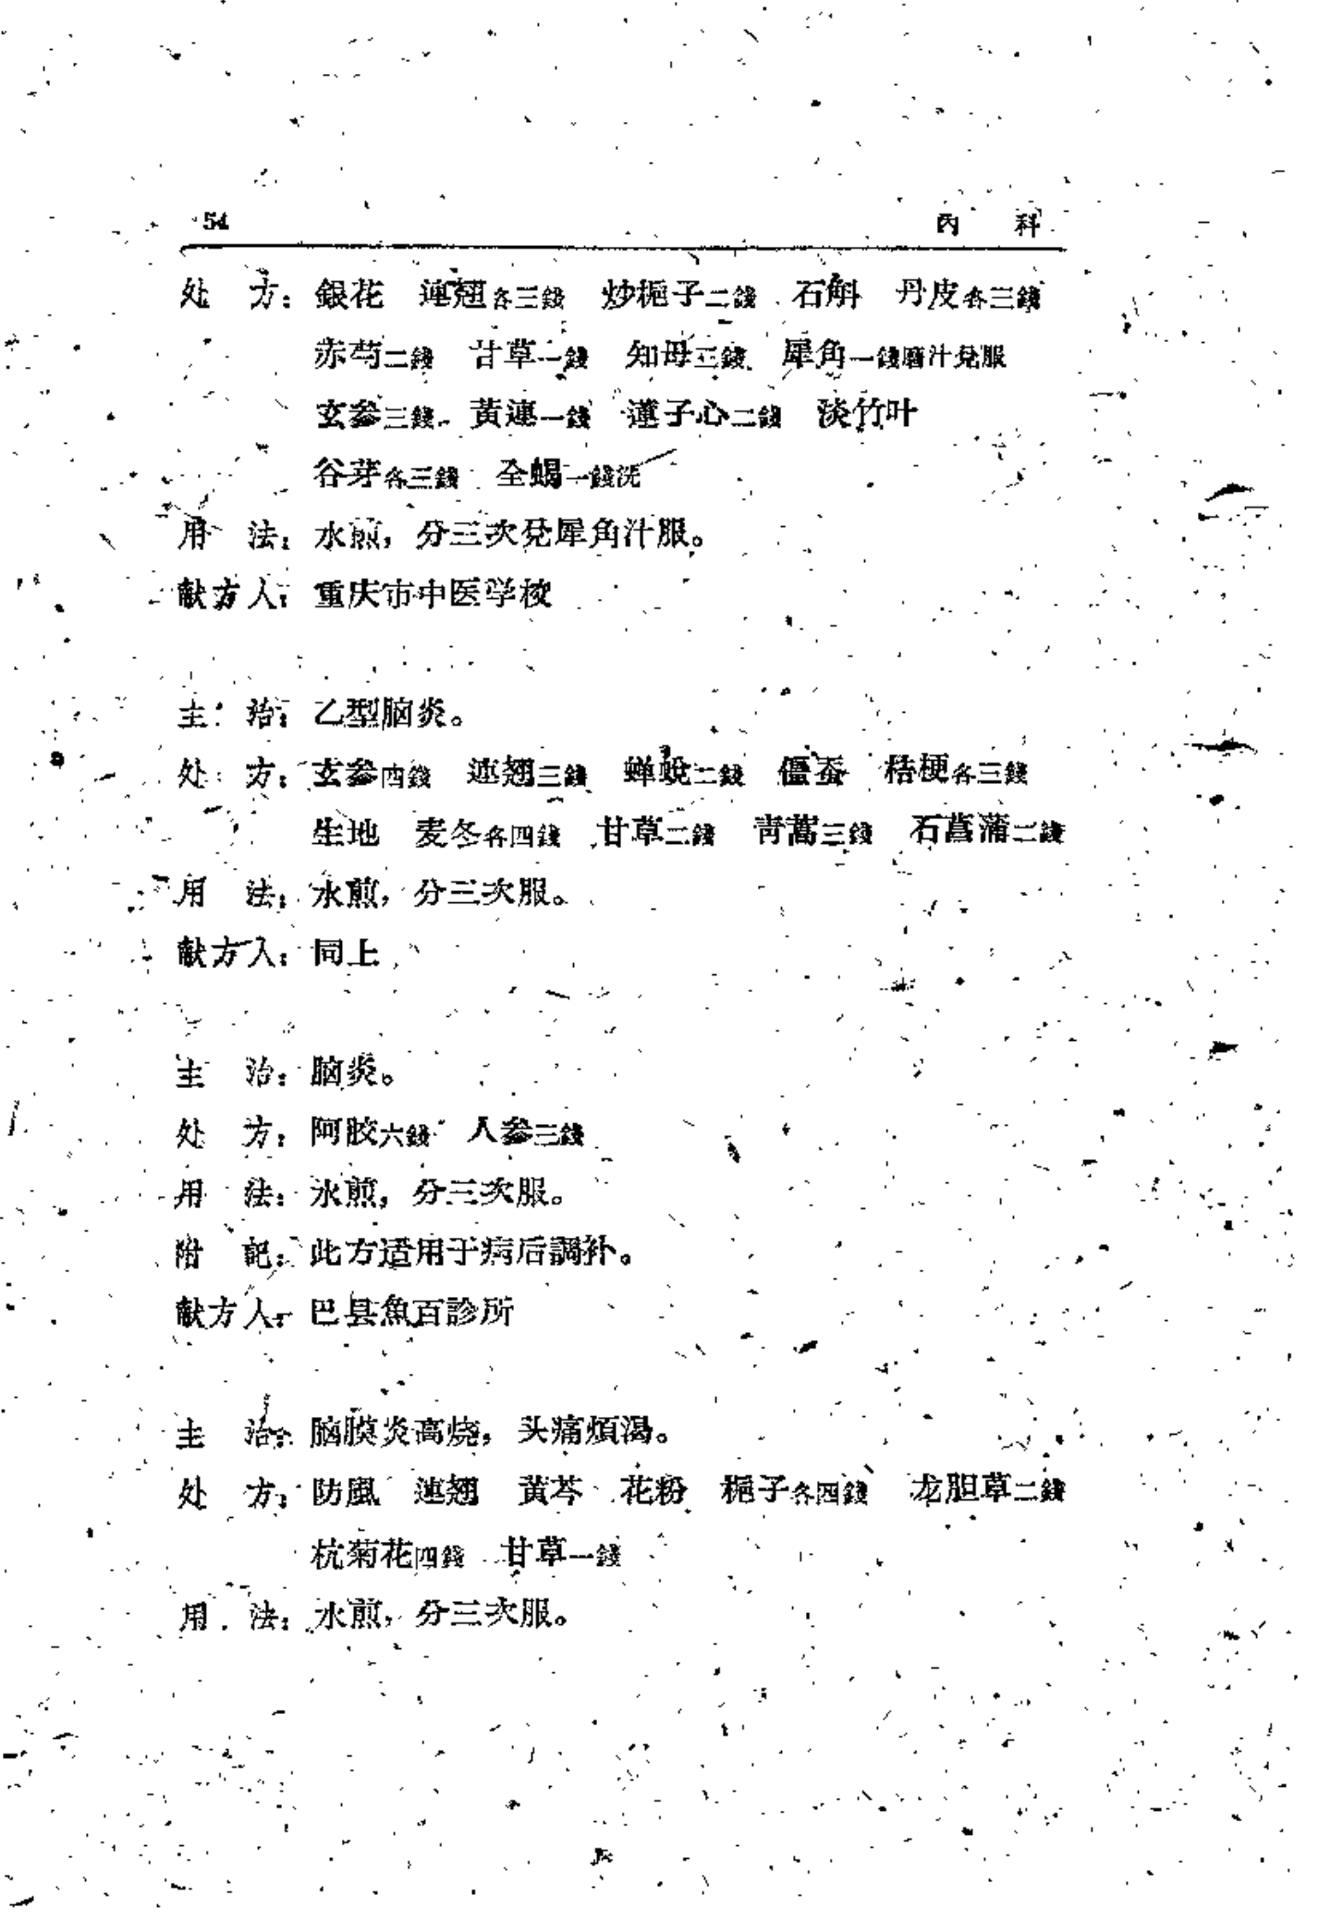 54 內 科
处 方：銀花 連翹各三錢 炒梔子二錢 石斛 丹皮各三錢
赤芍二錢 甘草一錢 知母三錢 犀角一錢磨汁兌服
玄参三錢 黃連一錢 蓮子心二錢 淡竹叶
谷芽各三錢 全蝎一錢洗
用 法：水煎，分三次兌犀角汁服。
献方人：重庆市中医学校
主 治：乙型脑炎。
处 方：玄参四錢 連翹三錢 蝉蛻二錢 僵蚕 桔梗各三錢
生地 麦冬各四錢 甘草二錢 青蒿三錢 石菖蒲二錢
用 法：水煎，分三次服。
献方人：同上
主 治：脑炎。
处 方：阿胶六錢 人参三錢
用 法：水煎，分三次服。
附 記：此方适用于病后調补。
献方人：巴县魚百診所
主 治：脑膜炎高烧，头痛煩渴。
处 方：防風 連翹 黃芩 花粉 梔子各四錢 龙胆草二錢
杭菊花四錢 甘草一錢
用 法：水煎，分三次服。